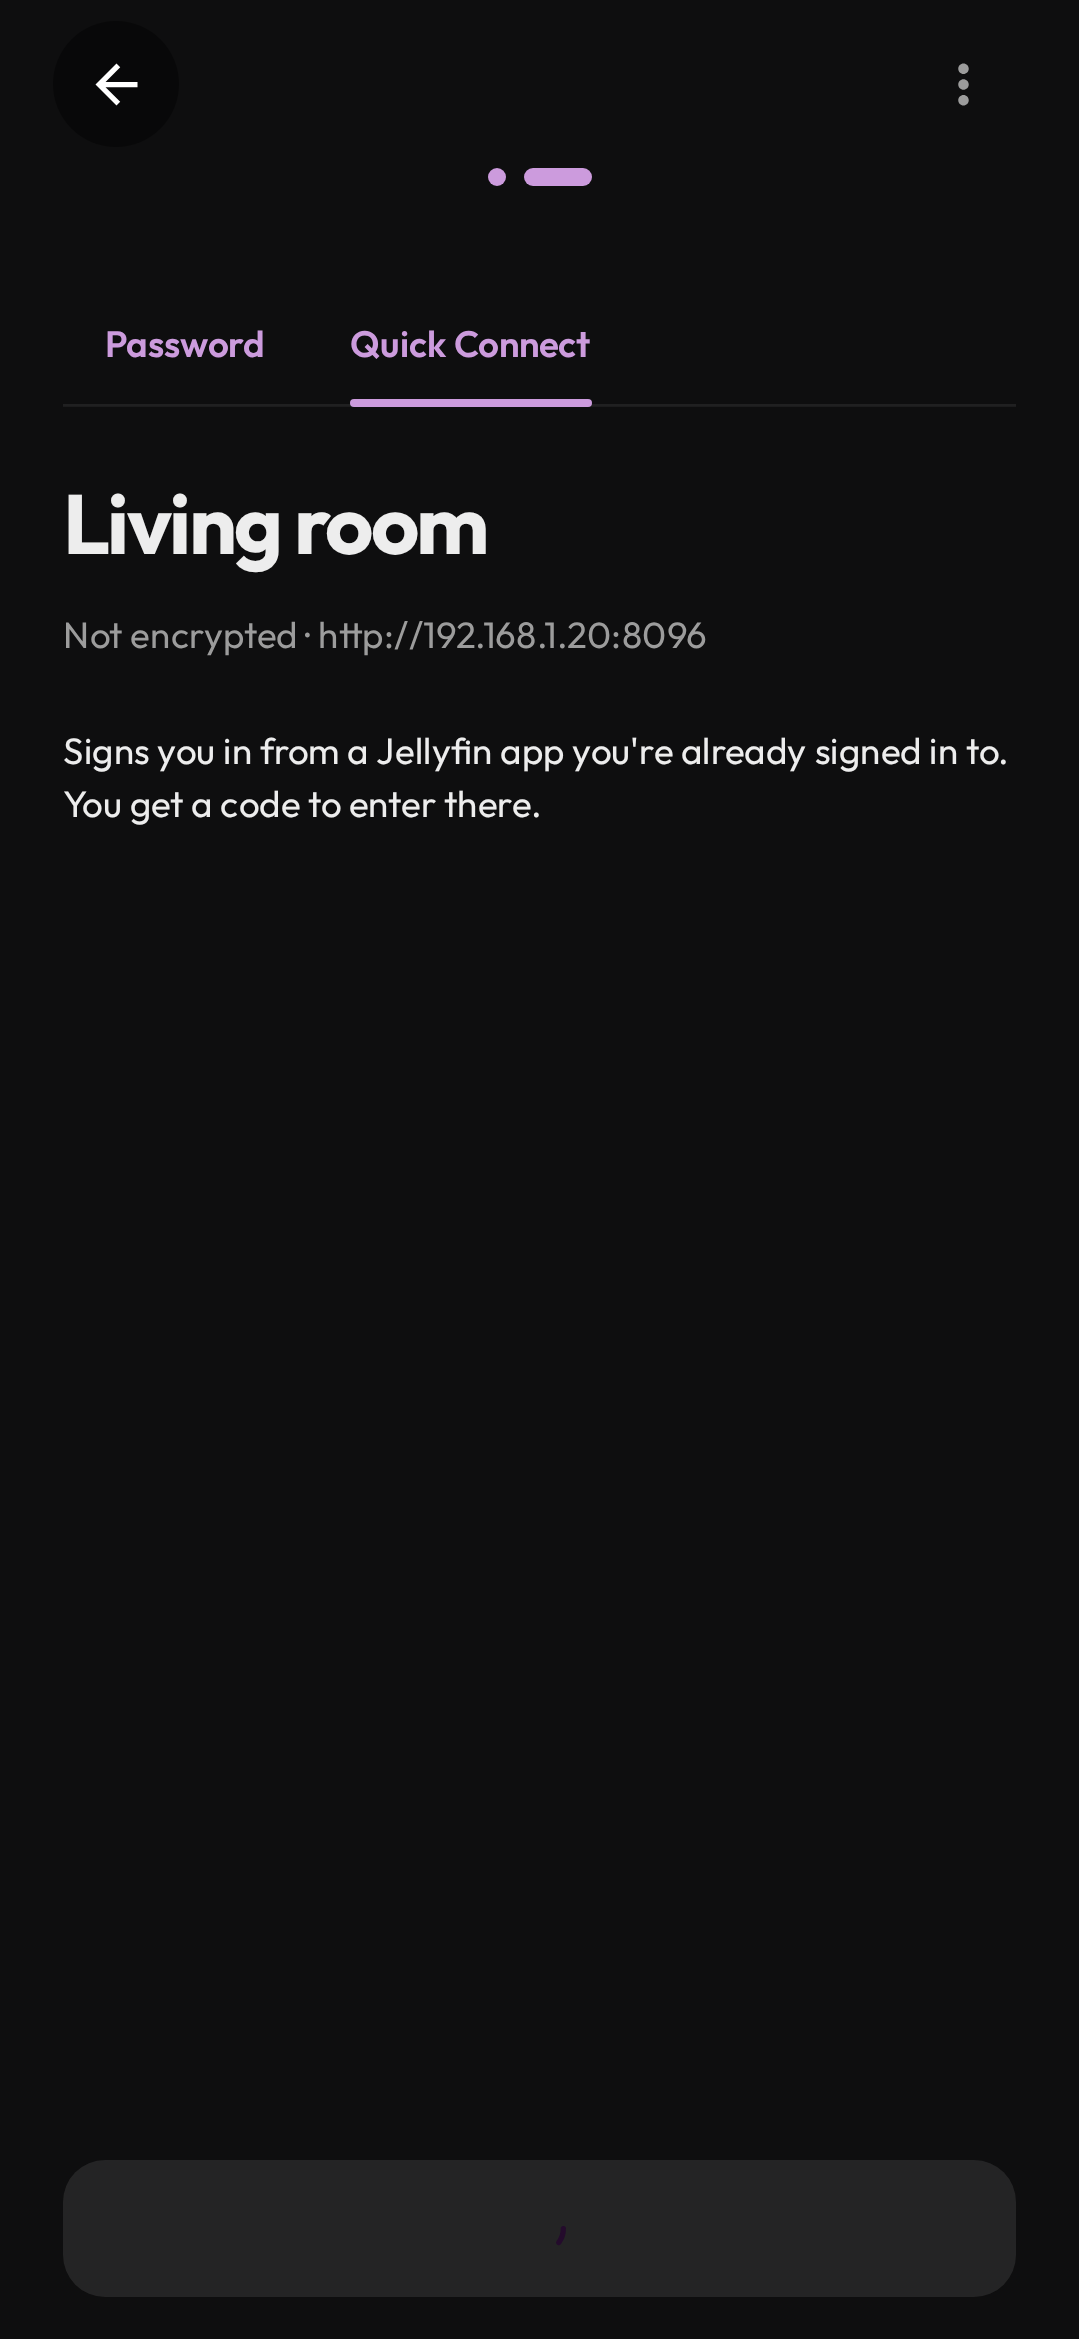 Password
Quick Connect
Living room
Not encrypted · http://192.168.1.20:8096
Signs you in from a Jellyfin app you're already signed in to.
You get a code to enter there.